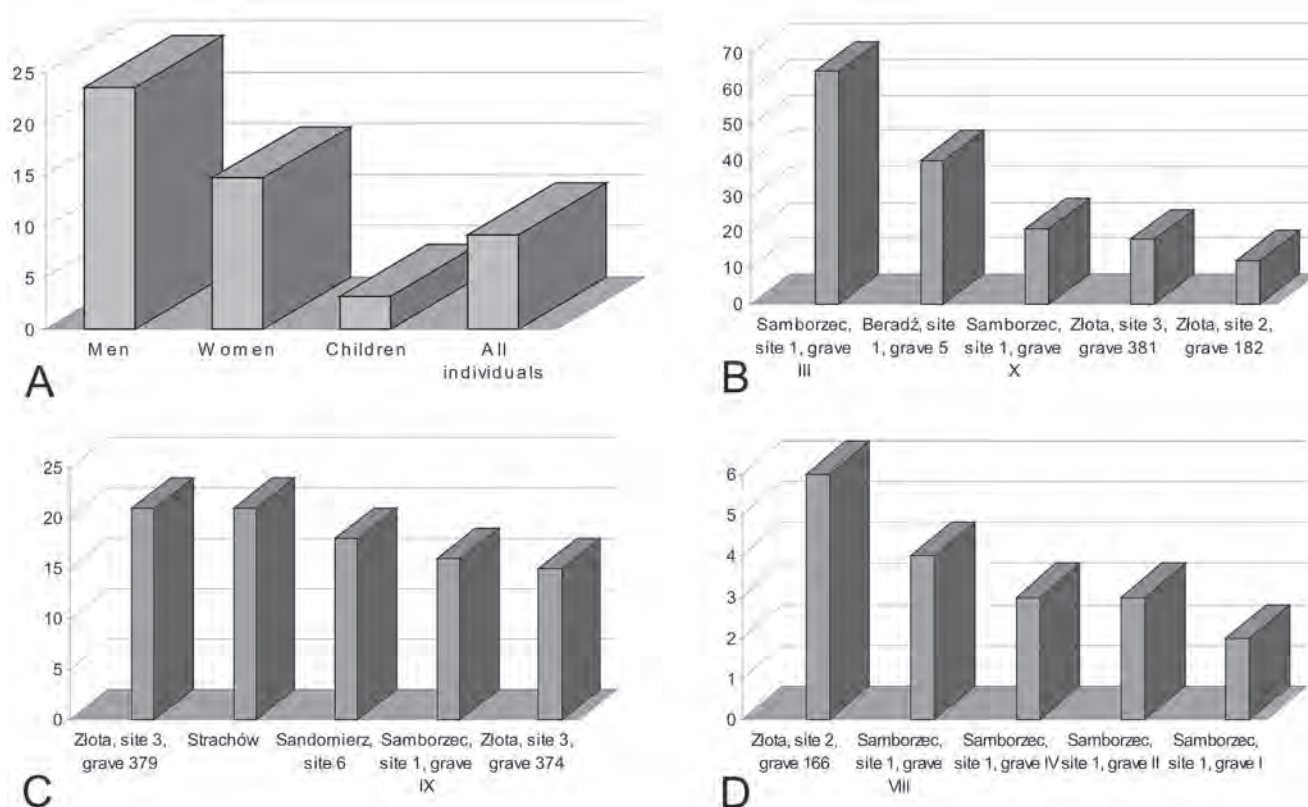 25
20
15
10
5
0
Men
Women
Children
All
individuals
A
70
60
50
40
30
20
10
0
Samborzec,
site 1, grave
III
Beradź, site
1, grave 5
Samborzec,
site 1, grave
X
Złota, site 3,
grave 381
Złota, site 2,
grave 182
B
25
20
15
10
5
0
Złota, site 3,
grave 379
Strachów
Sandomierz,
site 6
Samborzec,
site 1, grave
IX
Złota, site 3,
grave 374
C
6
5
4
3
2
1
0
Złota, site 2,
grave 166
Samborzec,
site 1, grave
VIII
Samborzec,
site 1, grave IV
Samborzec,
site 1, grave II
Samborzec,
site 1, grave I
D